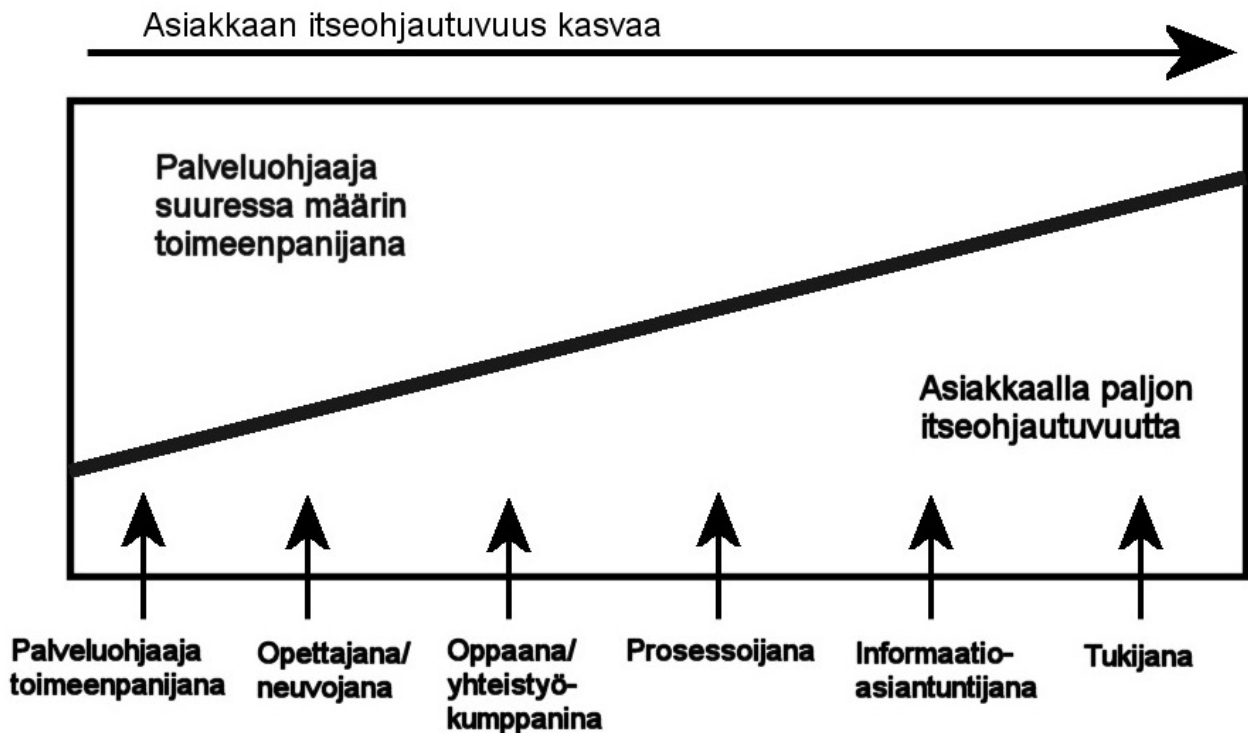 Asiakkaan itseohjautuvuus kasvaa
Palveluohjaaja
suuressa määrin
toimeenpanijana
Asiakkaalla paljon
itseohjautuvuutta
Palveluohjaaja
toimeenpanijana
Opettajana/
neuvojana
Oppaana/
yhteistyö-
kumppanina
Prosessoijana
Informaatio-
asiantuntijana
Tukijana